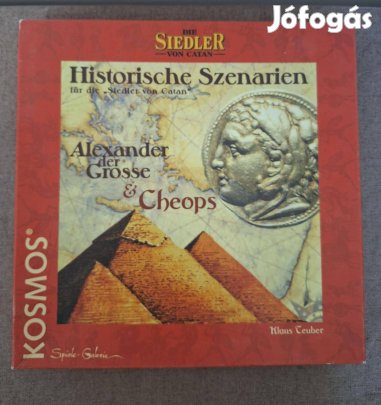 Jófogás
DIE
SIEDLER
VON CATAN
Historische Szenarien
für die „Siedler von Catan“
Alexander
der
Grosse
& Cheops
KOSMOS®
Klaus Teuber
Spiele-Galerie